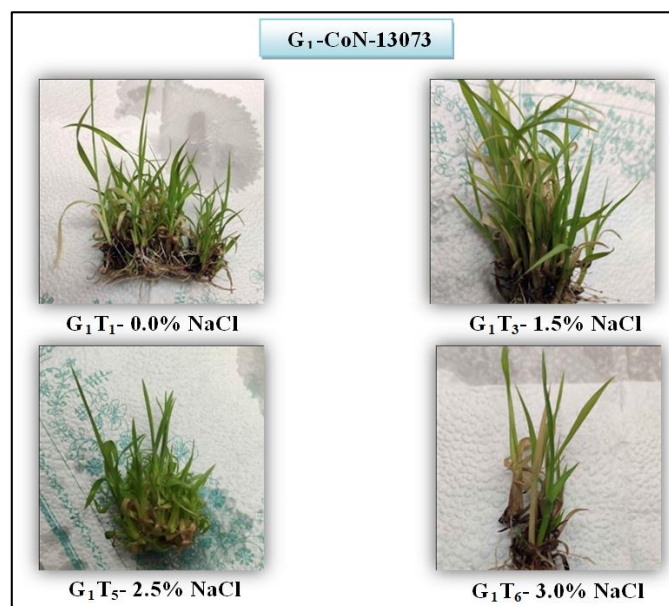 G₁-CoN-13073
G₁T₁- 0.0% NaCl
G₁T₃- 1.5% NaCl
G₁T₅- 2.5% NaCl
G₁T₆- 3.0% NaCl